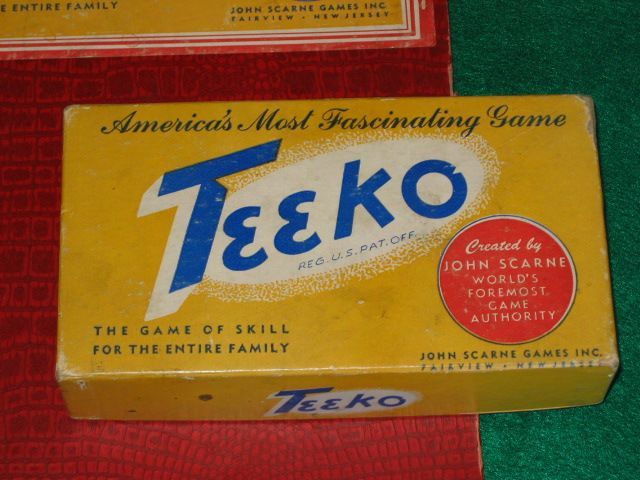 THE ENTIRE FAMILY
JOHN SCARNE GAMES INC.
FAIRVIEW · NEW JERSEY
America's Most Fascinating Game
TEEKO
REG. U.S. PAT. OFF.
Created by
JOHN SCARNE
WORLD'S
FOREMOST
GAME
AUTHORITY
THE GAME OF SKILL
FOR THE ENTIRE FAMILY
JOHN SCARNE GAMES INC.
FAIRVIEW · NEW JERSEY
TEEKO